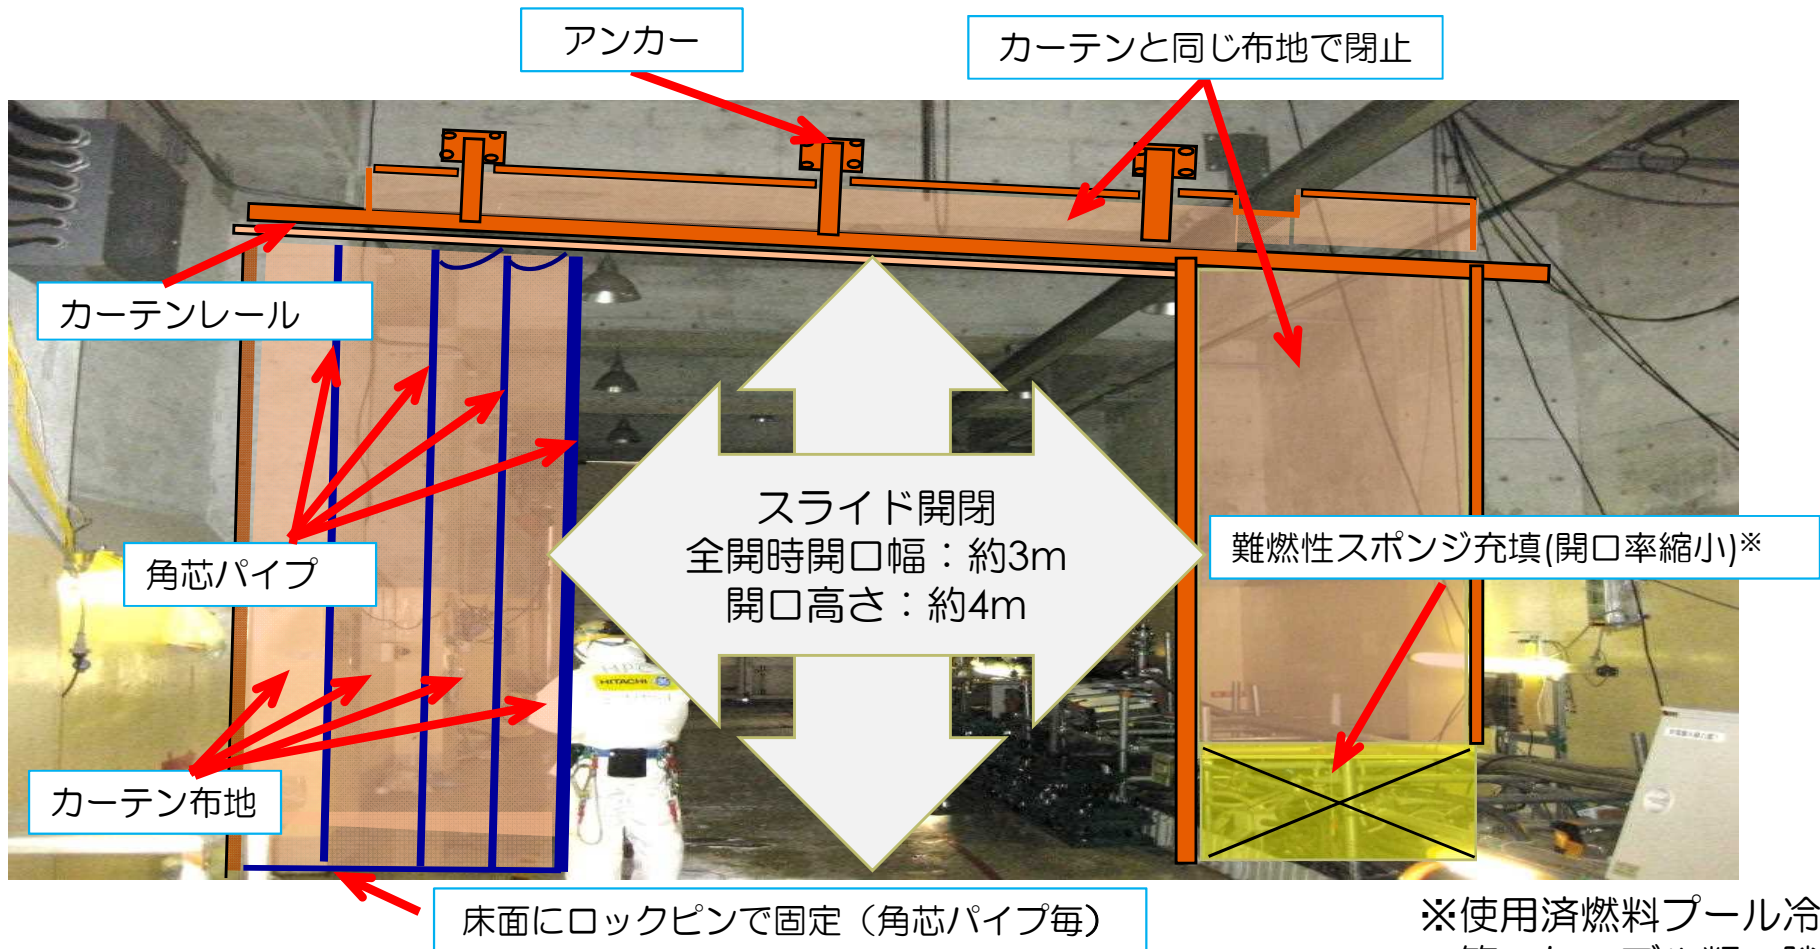 アンカー
カーテンと同じ布地で閉止
カーテンレール
スライド開閉
全開時開口幅：約3m
開口高さ：約4m
難燃性スポンジ充填(開口率縮小)※
角芯パイプ
HITACHI
カーテン布地
床面にロックピンで固定（角芯パイプ毎）
※使用済燃料プール冷